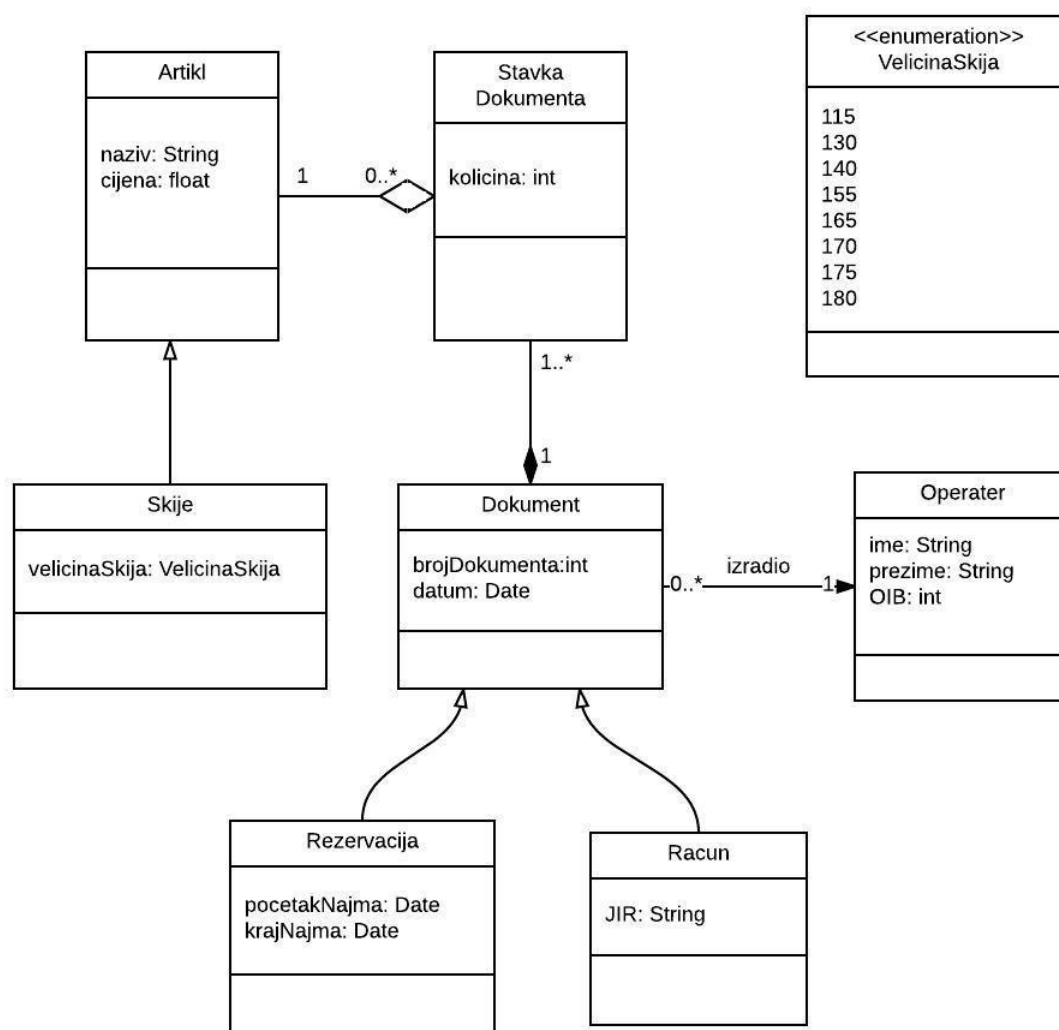 Artikl
naziv: String
cijena: float
1
0..*
Stavka
Dokumenta
kolicina: int
<<enumeration>>
VelicinaSkija
115
130
140
155
165
170
175
180
1..*
1
Skije
velicinaSkija: VelicinaSkija
Dokument
brojDokumenta:int
datum: Date
0..*
izradio
1
Operater
ime: String
prezime: String
OIB: int
Rezervacija
pocetakNajma: Date
krajNajma: Date
Racun
JIR: String